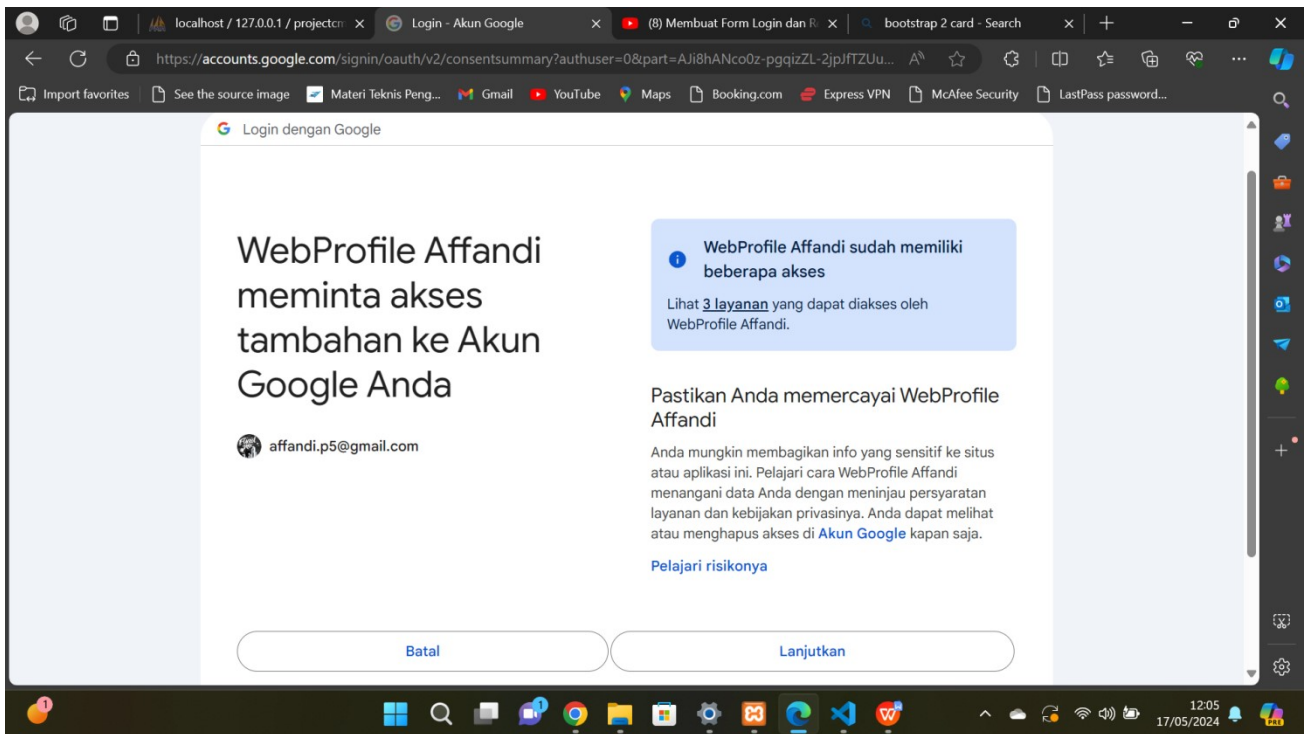 localhost / 127.0.0.1 / projectcm
Login - Akun Google
(8) Membuat Form Login dan R
bootstrap 2 card - Search
https://accounts.google.com/signin/oauth/v2/consentsummary?authuser=0&part=AJi8hANco0z-pgqizZL-2jpJfTZUu...
Import favorites
See the source image
Materi Teknis Peng...
Gmail
YouTube
Maps
Booking.com
Express VPN
McAfee Security
LastPass password...
Login dengan Google
WebProfile Affandi
meminta akses
tambahan ke Akun
Google Anda
affandi.p5@gmail.com
WebProfile Affandi sudah memiliki
beberapa akses
Lihat 3 layanan yang dapat diakses oleh
WebProfile Affandi.
Pastikan Anda memercayai WebProfile
Affandi
Anda mungkin membagikan info yang sensitif ke situs
atau aplikasi ini. Pelajari cara WebProfile Affandi
menangani data Anda dengan meninjau persyaratan
layanan dan kebijakan privasinya. Anda dapat melihat
atau menghapus akses di Akun Google kapan saja.
Pelajari risikonya
Batal
Lanjutkan
1
1
12:05
17/05/2024
PRE